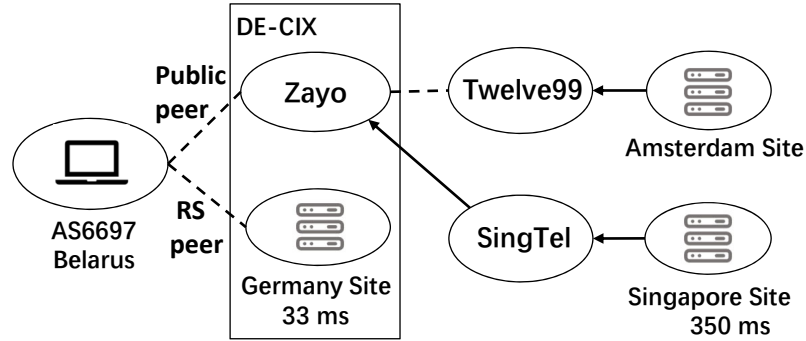 DE-CIX
Public
peer
Zayo
Twelve99
Amsterdam Site
AS6697
Belarus
RS
peer
Germany Site
33 ms
SingTel
Singapore Site
350 ms